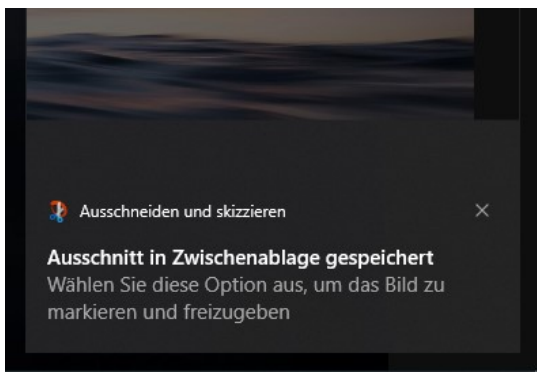 Ausschneiden und skizzieren
Ausschnitt in Zwischenablage gespeichert
Wählen Sie diese Option aus, um das Bild zu
markieren und freizugeben